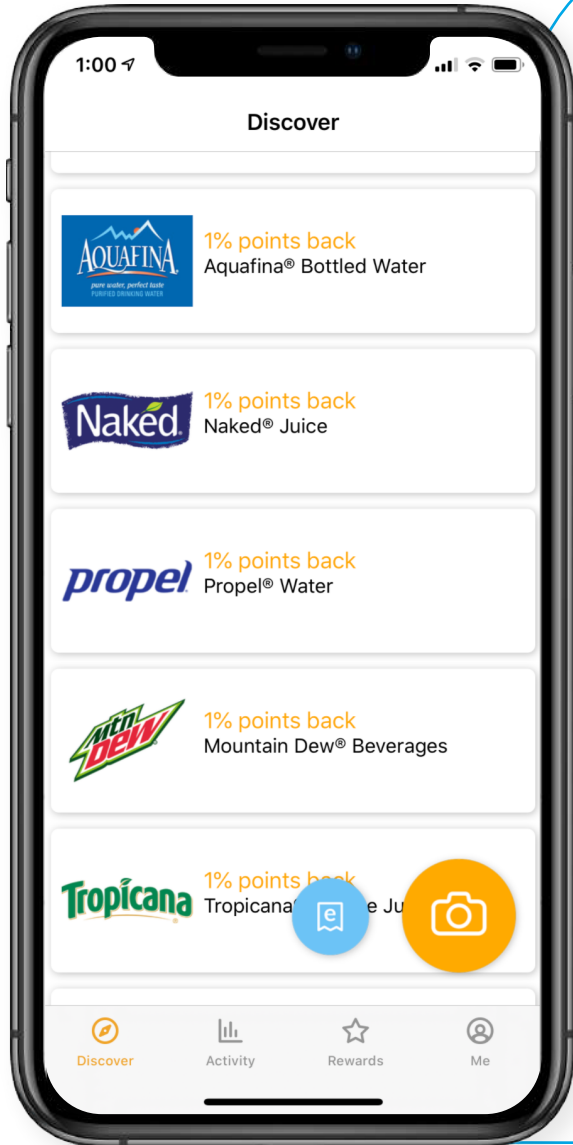 1:00
Discover
AQUAFINA
pure water, perfect taste
PURIFIED DRINKING WATER
1% points back
Aquafina® Bottled Water
Naked
1% points back
Naked® Juice
propel
1% points back
Propel® Water
mtn
DEW
1% points back
Mountain Dew® Beverages
Tropicana
1% points back
Tropicana
e
Discover
Activity
Rewards
Me